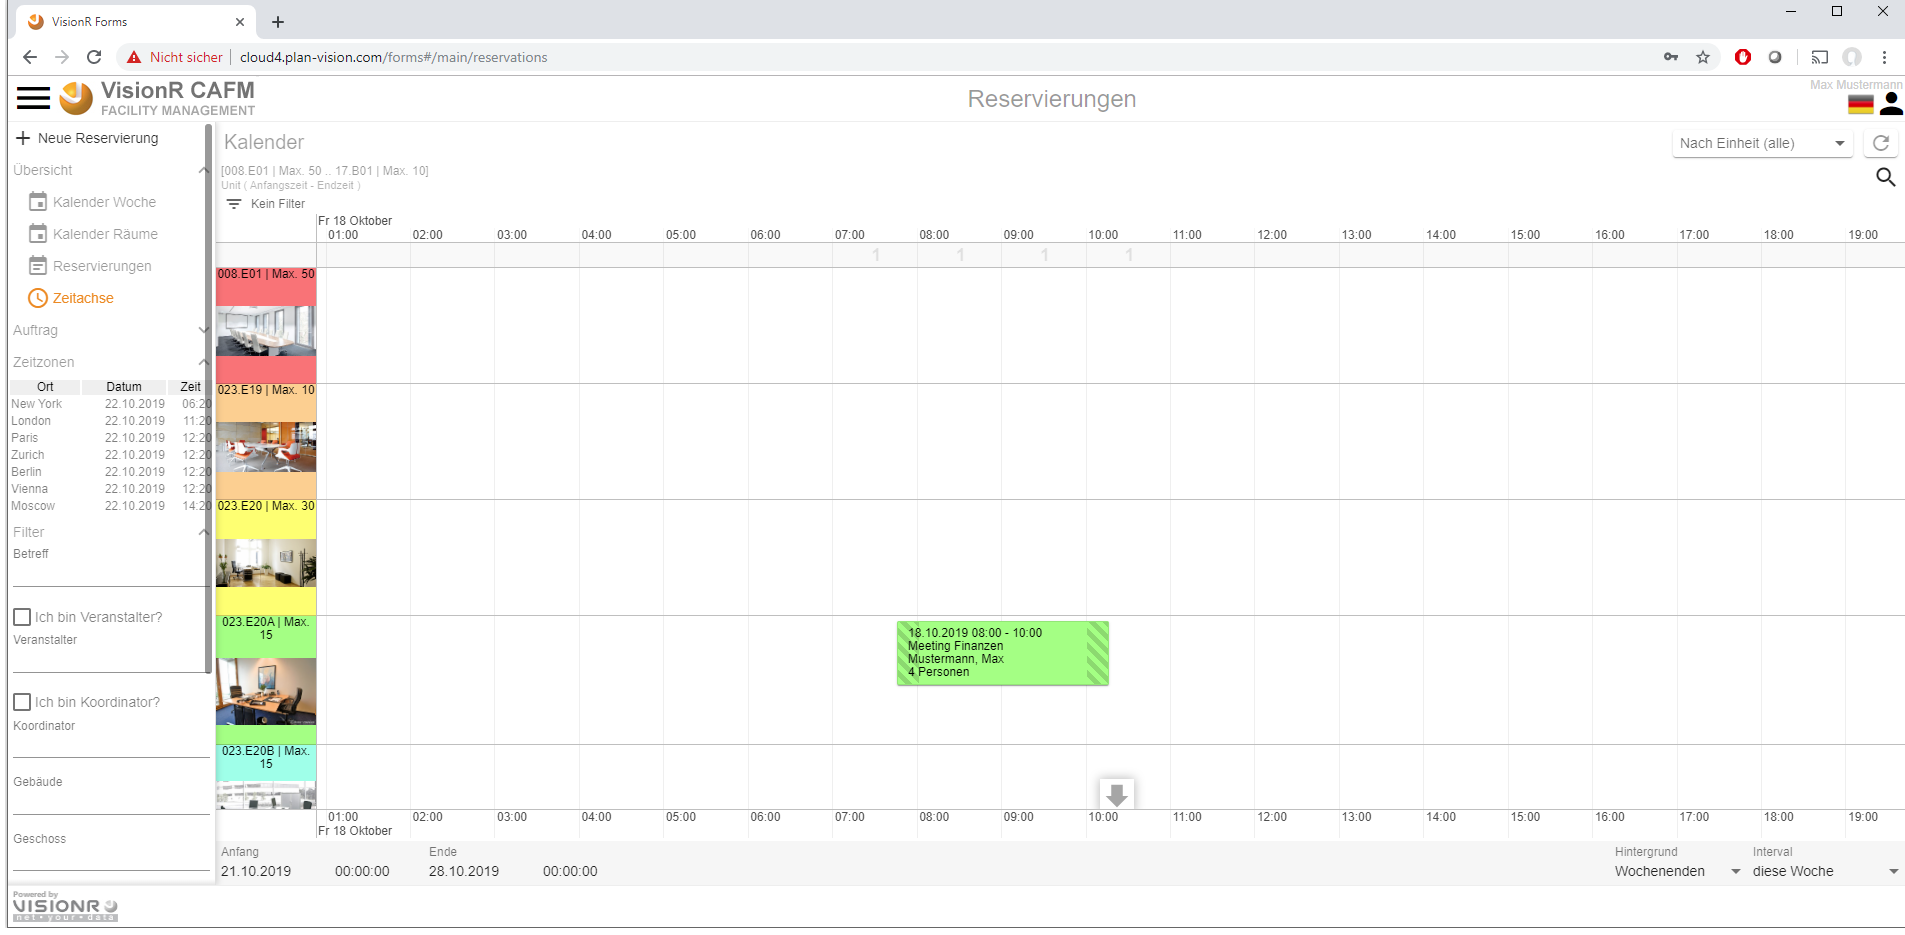 VisionR Forms
Nicht sicher
cloud4.plan-vision.com/forms#/main/reservations
VisionR CAFM
FACILITY MANAGEMENT
Reservierungen
Max Mustermann
Neue Reservierung
Übersicht
Kalender Woche
Kalender Räume
Reservierungen
Zeitachse
Auftrag
Zeitzonen
Ort Datum Zeit
New York 22.10.2019 06:20
London 22.10.2019 11:20
Paris 22.10.2019 12:20
Zurich 22.10.2019 12:20
Berlin 22.10.2019 12:20
Vienna 22.10.2019 12:20
Moscow 22.10.2019 14:20
Filter
Betreff
Ich bin Veranstalter?
Veranstalter
Ich bin Koordinator?
Koordinator
Gebäude
Geschoss
Kalender
Nach Einheit (alle)
[008.E01 | Max. 50 .. 17.B01 | Max. 10]
Unit ( Anfangszeit - Endzeit )
Kein Filter
Fr 18 Oktober
01:00 02:00 03:00 04:00 05:00 06:00 07:00 08:00 09:00 10:00 11:00 12:00 13:00 14:00 15:00 16:00 17:00 18:00 19:00
1 1 1 1
008.E01 | Max. 50
023.E19 | Max. 10
023.E20 | Max. 30
023.E20A | Max.
15
18.10.2019 08:00 - 10:00
Meeting Finanzen
Mustermann, Max
4 Personen
023.E20B | Max.
15
01:00 02:00 03:00 04:00 05:00 06:00 07:00 08:00 09:00 10:00 11:00 12:00 13:00 14:00 15:00 16:00 17:00 18:00 19:00
Fr 18 Oktober
Anfang Ende Hintergrund Interval
21.10.2019 00:00:00 28.10.2019 00:00:00 Wochenenden diese Woche
Powered by
VISIONR
net•your•data